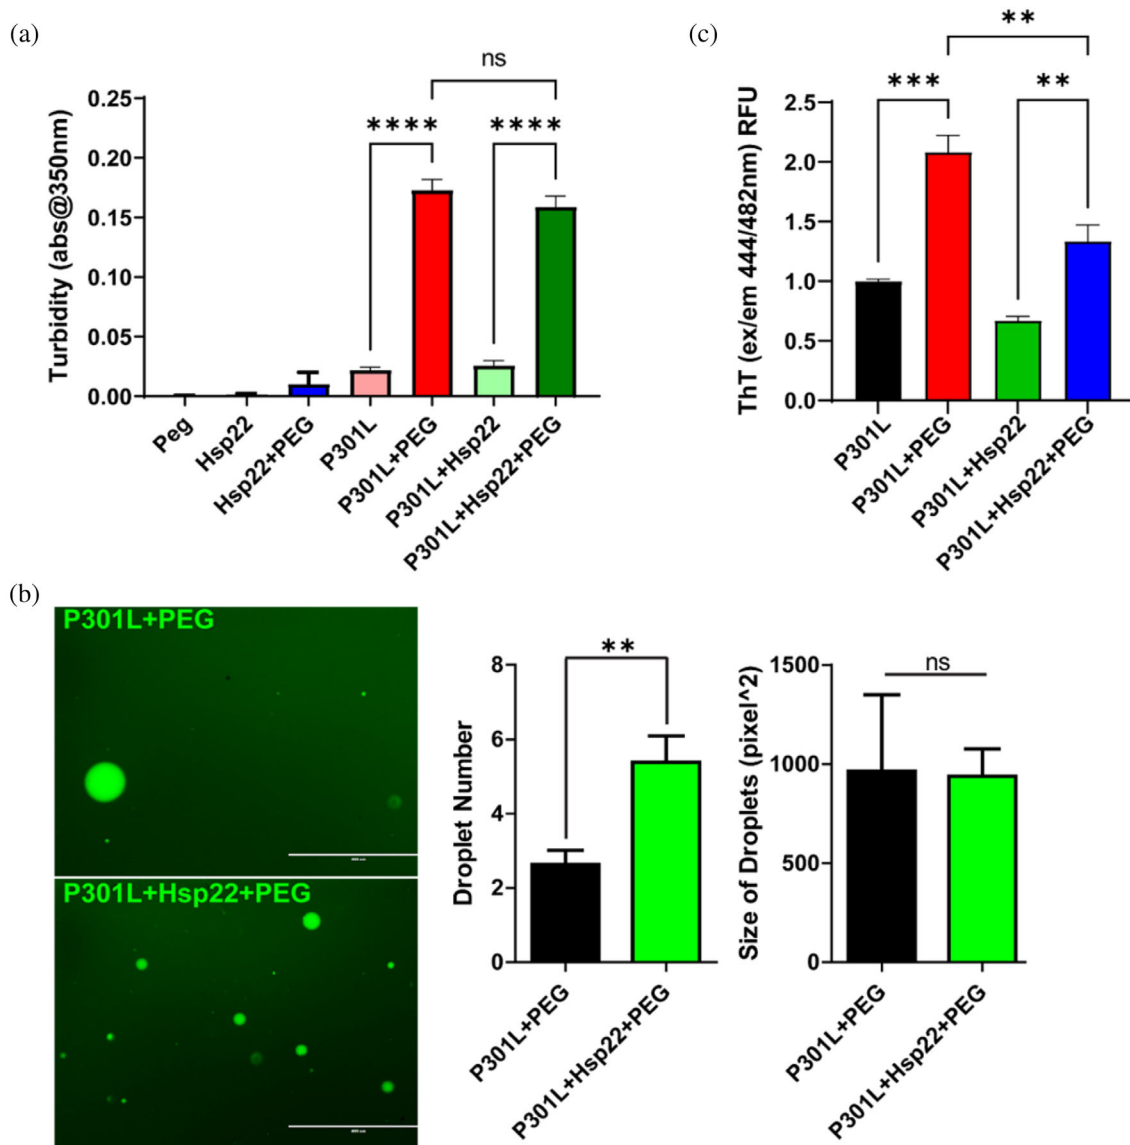 (a)
ns
**** ****
0.25
0.20
0.15
0.10
0.05
0.00
Turbidity (abs@350nm)
Peg
Hsp22
Hsp22+PEG
P301L
P301L+PEG
P301L+Hsp22
P301L+Hsp22+PEG
(c)
**
*** **
2.5
2.0
1.5
1.0
0.5
0.0
ThT (ex/em 444/482nm) RFU
P301L
P301L+PEG
P301L+Hsp22
P301L+Hsp22+PEG
(b)
P301L+PEG
P301L+Hsp22+PEG
**
8
6
4
2
0
Droplet Number
P301L+PEG
P301L+Hsp22+PEG
ns
1500
1000
500
0
Size of Droplets (pixel^2)
P301L+PEG
P301L+Hsp22+PEG